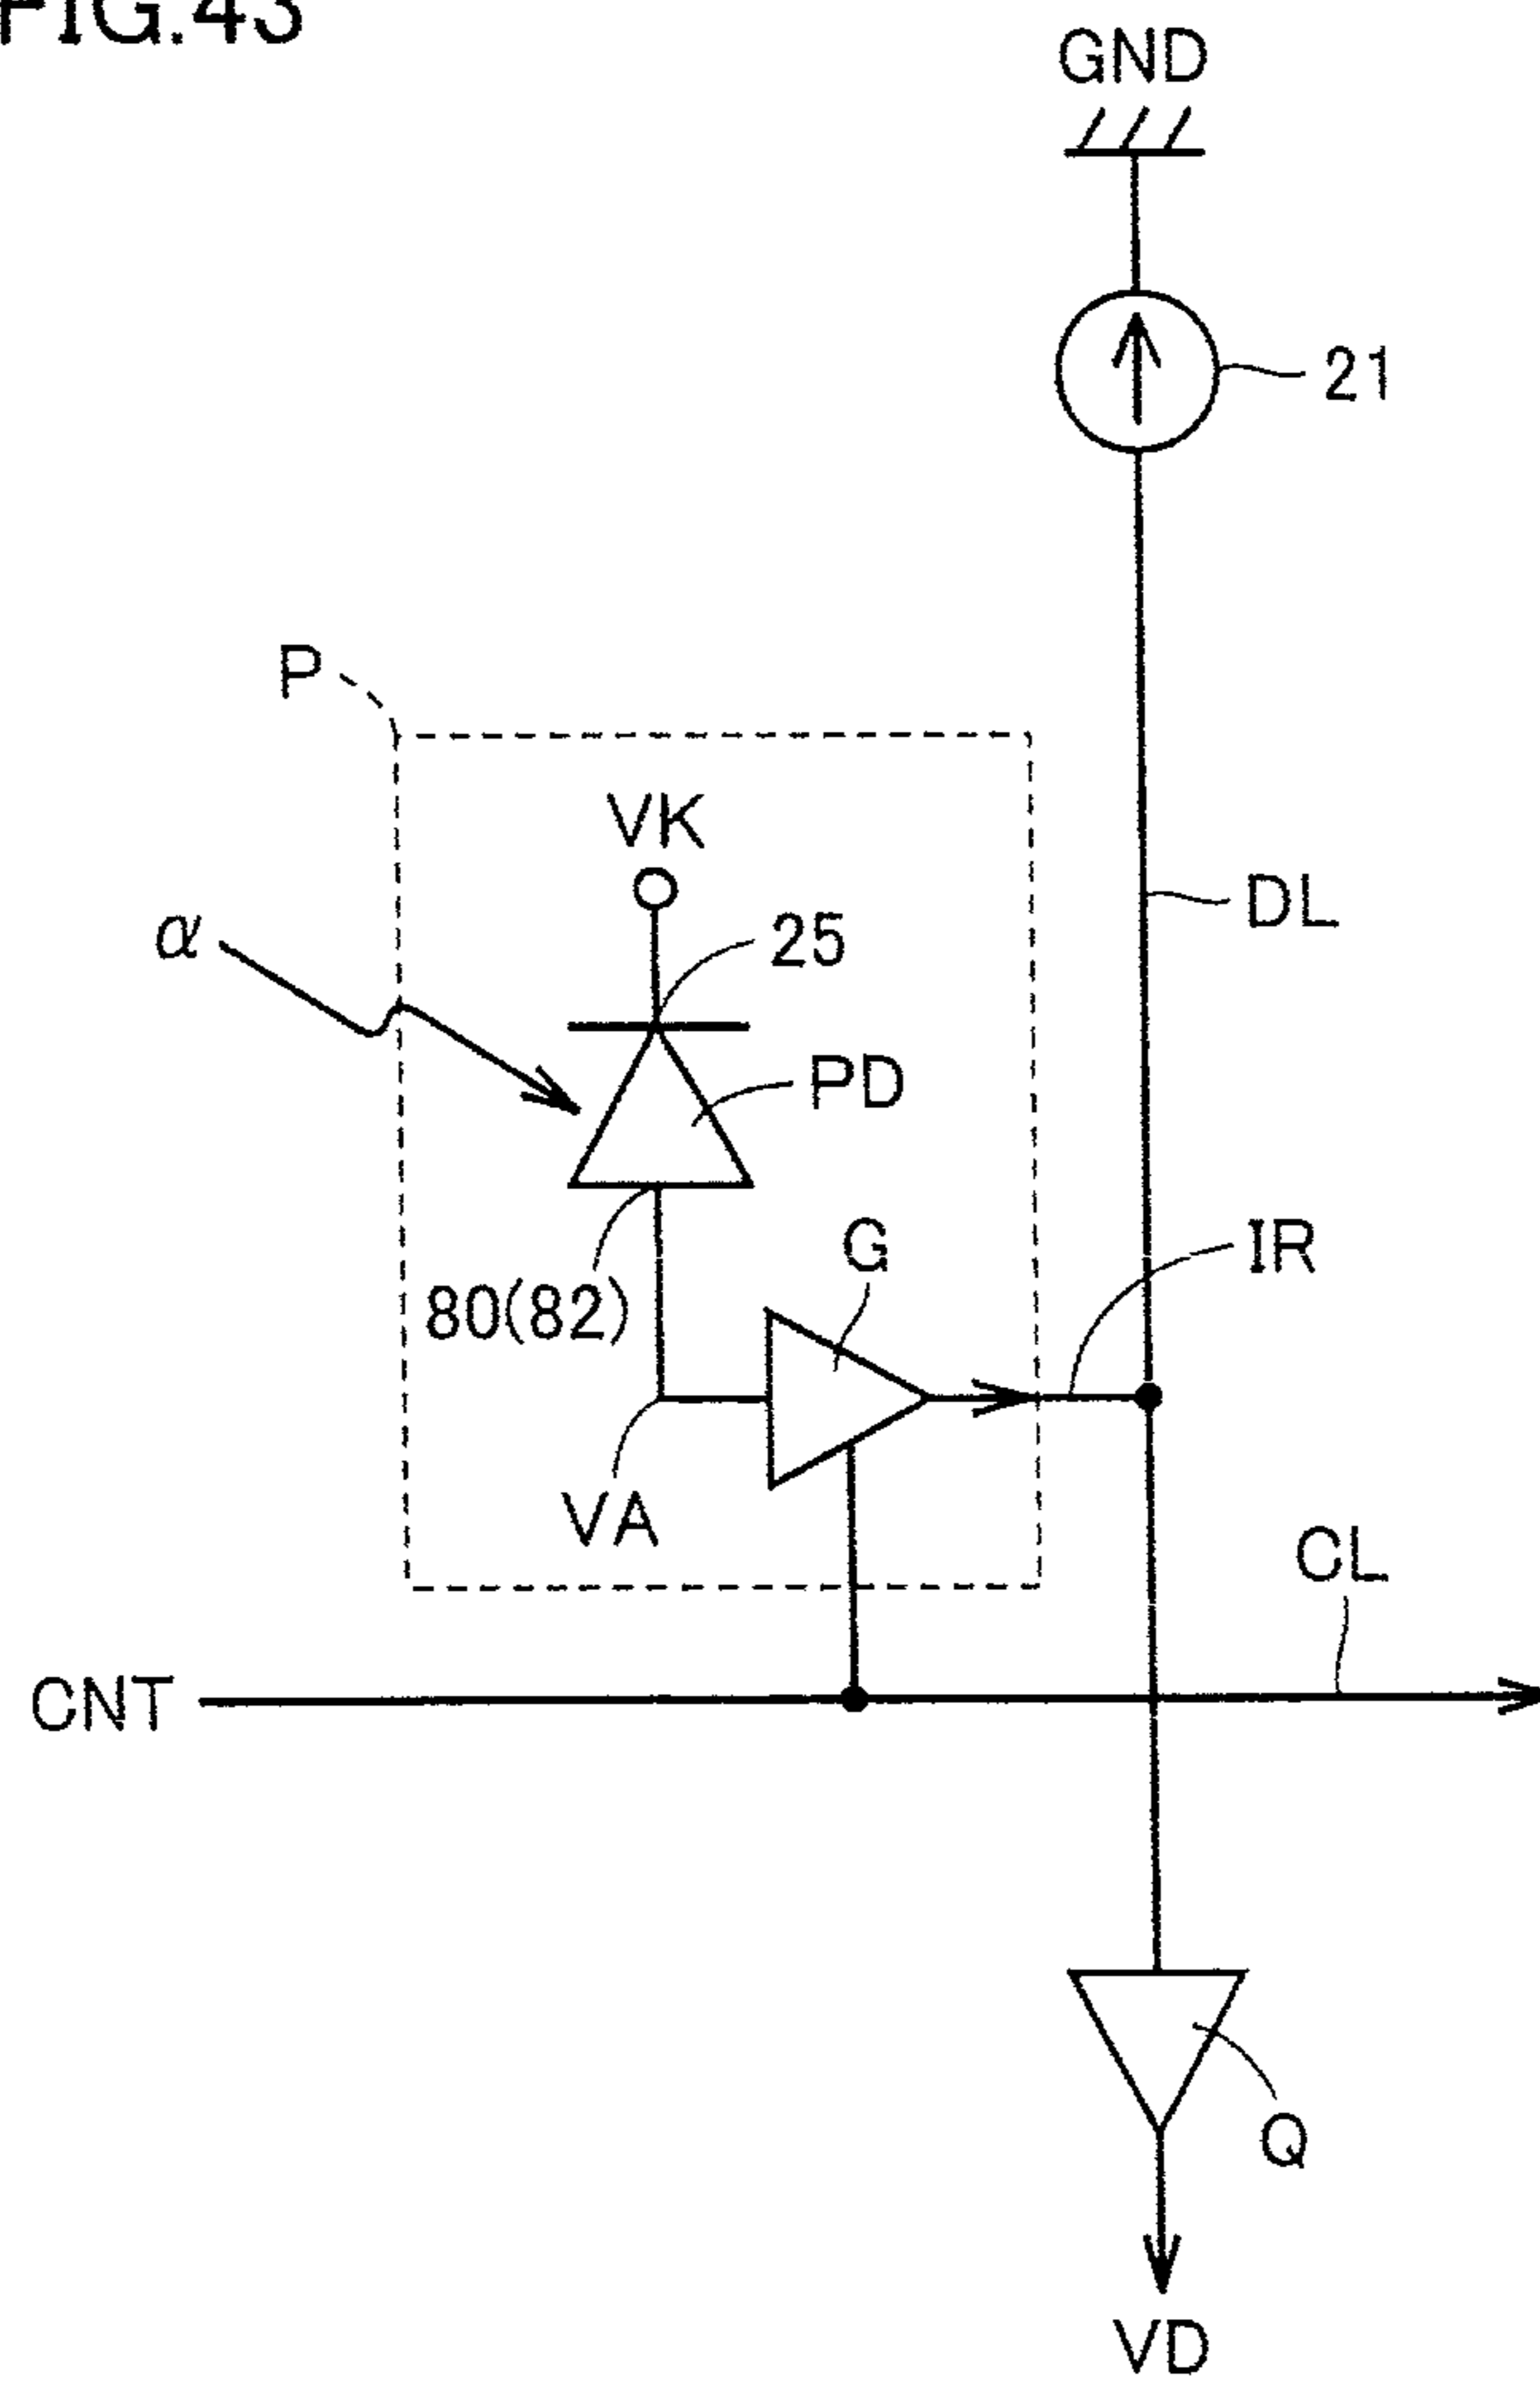 FIG.43
GND
21
P
VK
DL
α
25
PD
G
IR
80(82)
VA
CL
CNT
Q
VD